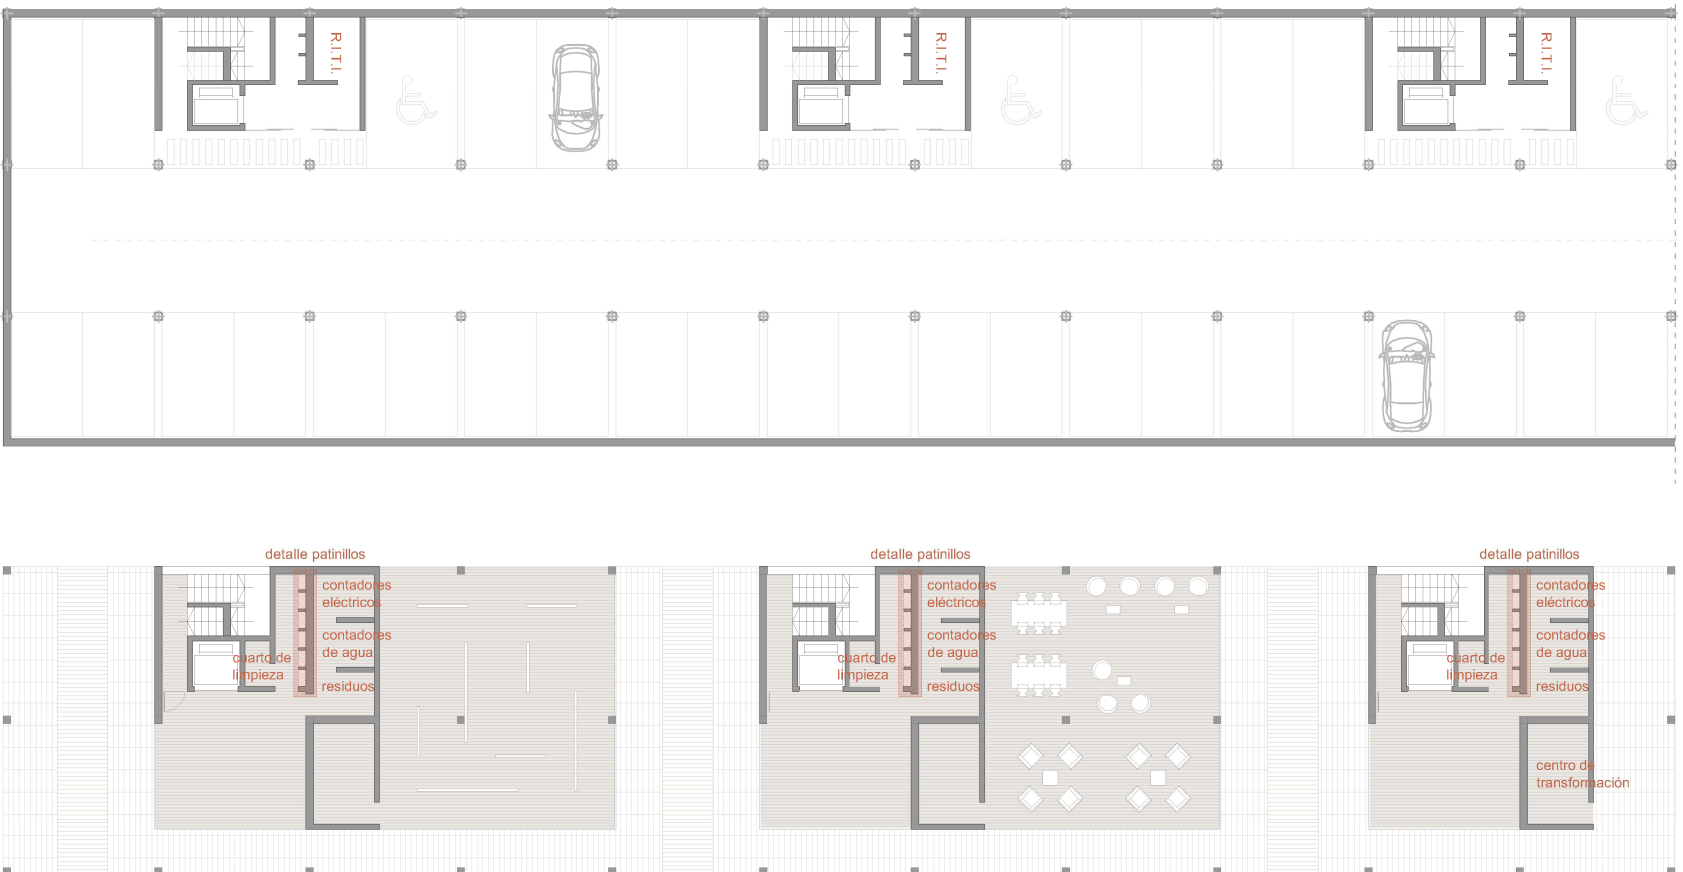 R.I.T.I.
R.I.T.I.
R.I.T.I.
detalle patinillos
contadores
eléctricos
contadores
de agua
cuarto de
limpieza
residuos
detalle patinillos
contadores
eléctricos
contadores
de agua
cuarto de
limpieza
residuos
detalle patinillos
contadores
eléctricos
contadores
de agua
cuarto de
limpieza
residuos
centro de
transformación